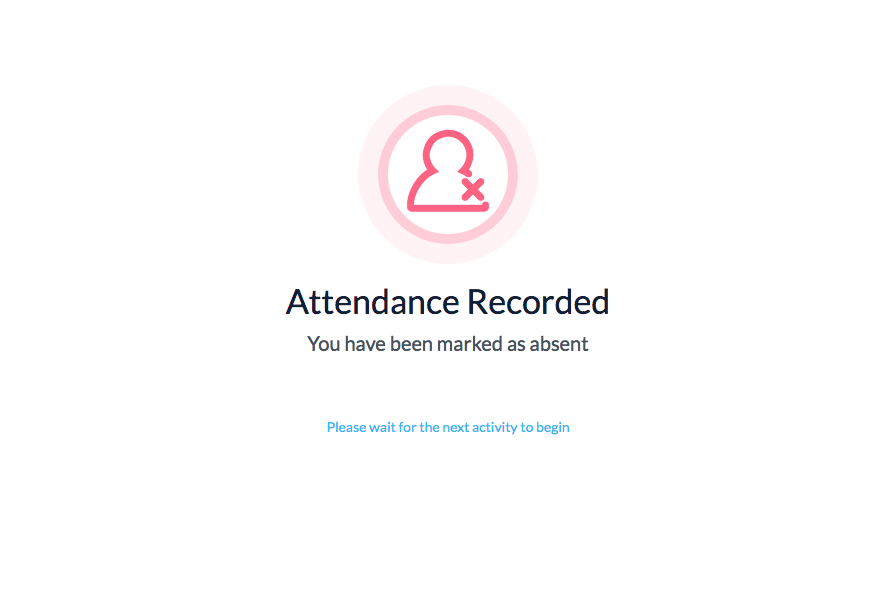 Attendance Recorded
You have been marked as absent
Please wait for the next activity to begin